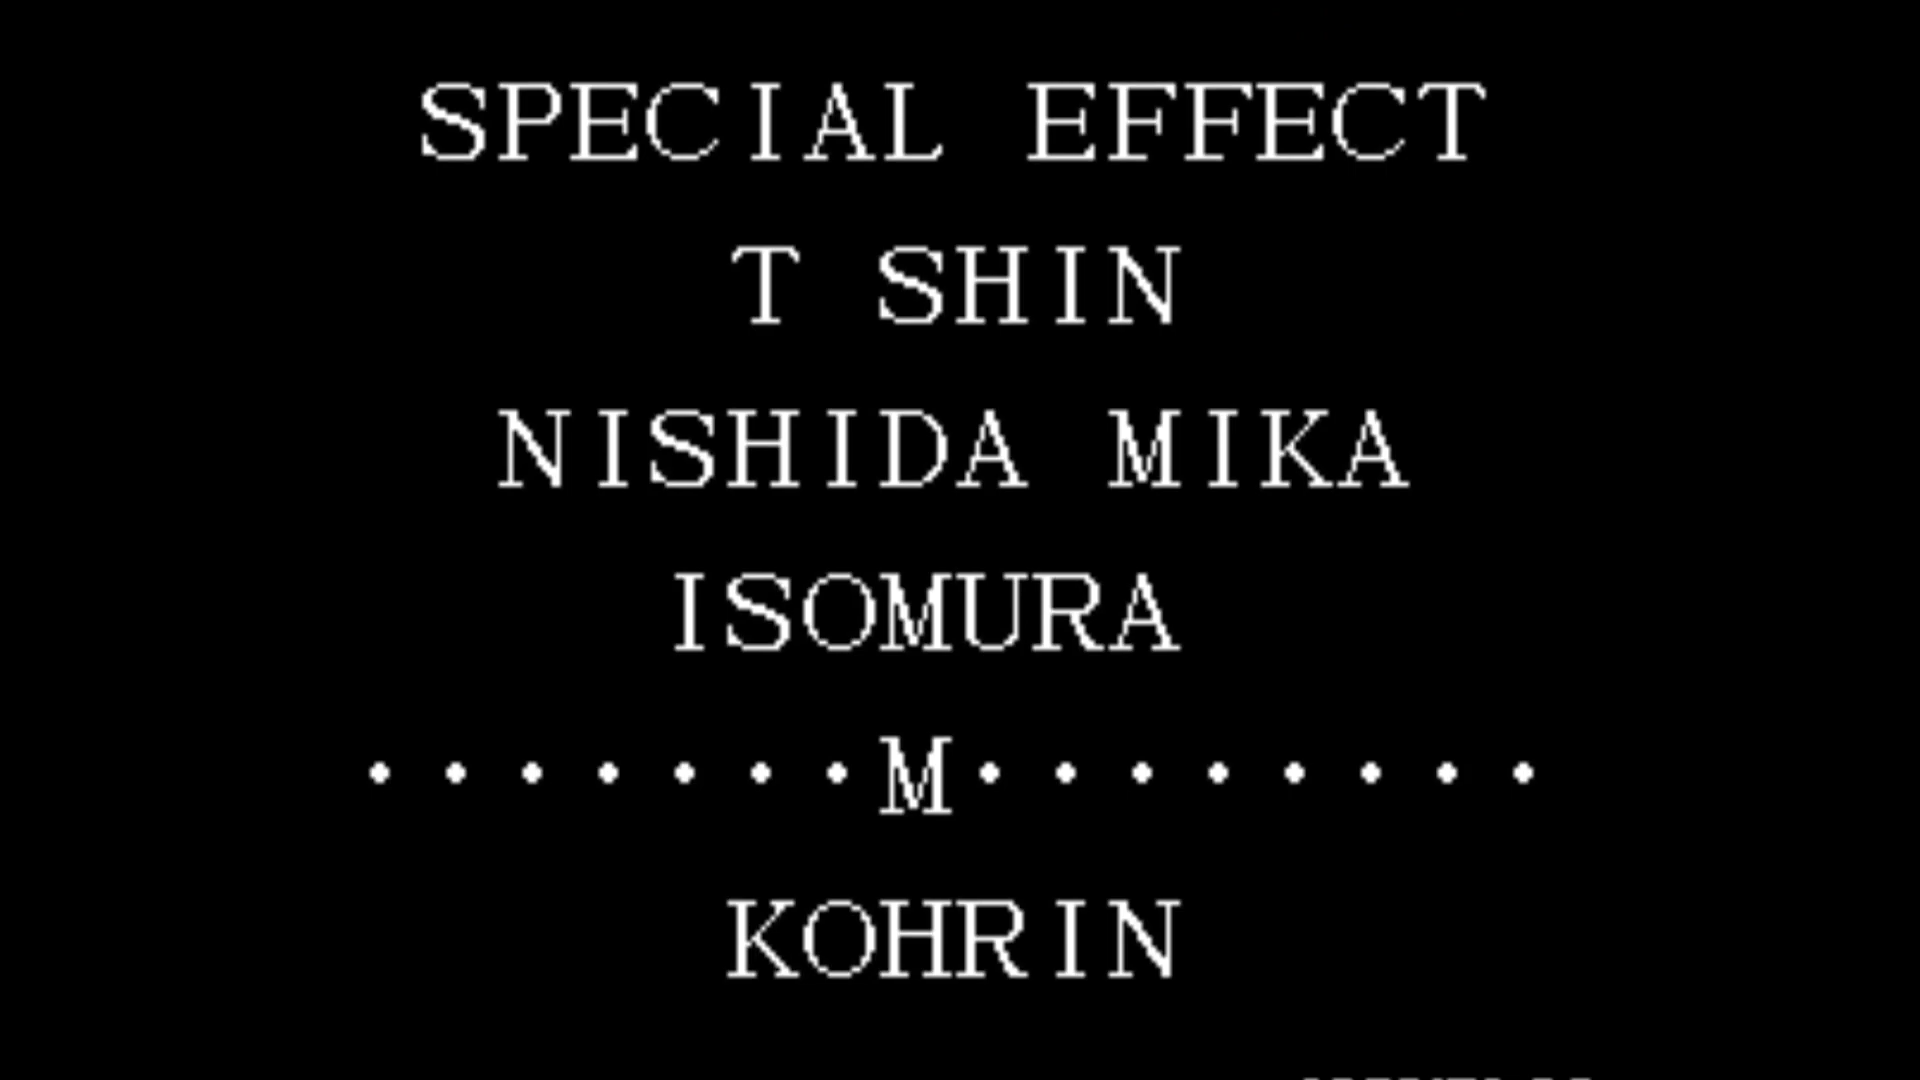 SPECIAL EFFECT
T SHIN
NISHIDA MIKA
ISOMURA
·······M········
KOHRIN